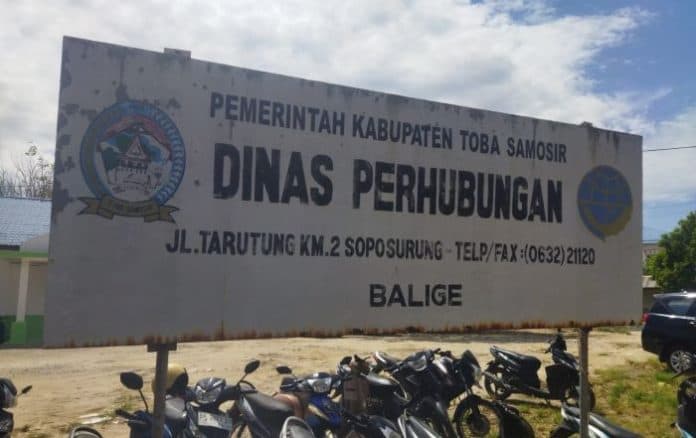 PEMERINTAH KABUPATEN TOBA SAMOSIR
DINAS PERHUBUNGAN
JL.TARUTUNG KM.2 SOPOSURUNG - TELP/FAX :(0632) 21120
BALIGE